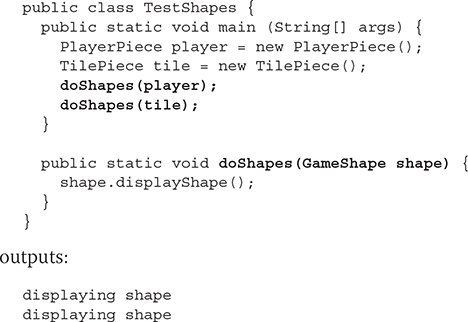 public class TestShapes {
  public static void main (String[] args) {
    PlayerPiece player = new PlayerPiece();
    TilePiece tile = new TilePiece();
    doShapes(player);
    doShapes(tile);
  }

  public static void doShapes(GameShape shape) {
    shape.displayShape();
  }
}
outputs:
displaying shape
displaying shape